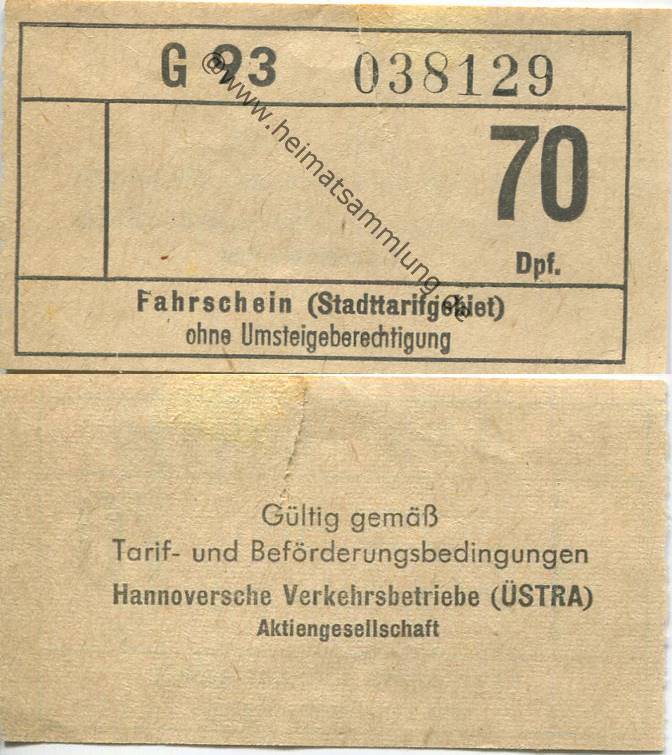 G 93 038129
70
Dpf.
Fahrschein (Stadttarifgebiet)
ohne Umsteigeberechtigung
@www.heimatsammlung.de
Gültig gemäß
Tarif- und Beförderungsbedingungen
Hannoversche Verkehrsbetriebe (ÜSTRA)
Aktiengesellschaft